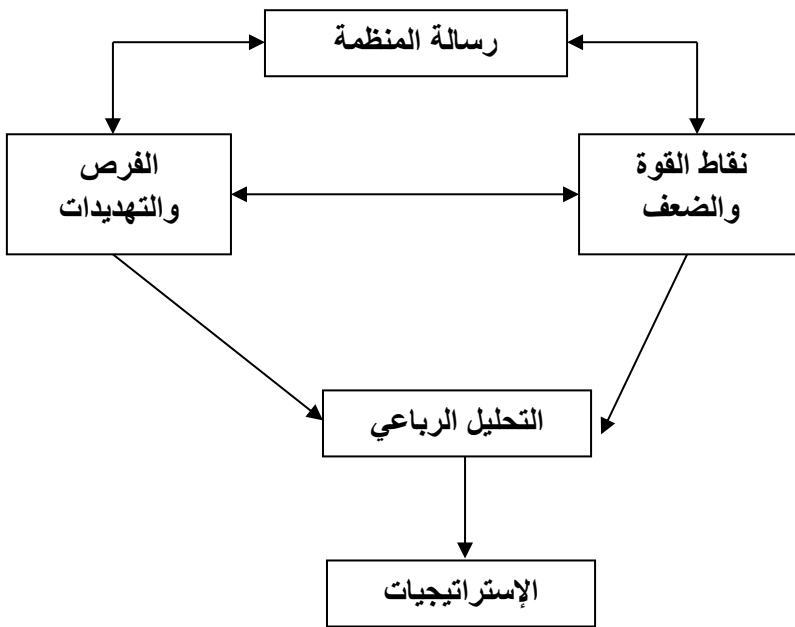 رسالة المنظمة
نقاط القوة
والضعف
الفرص
والتهديدات
التحليل الرباعي
الإستراتيجيات